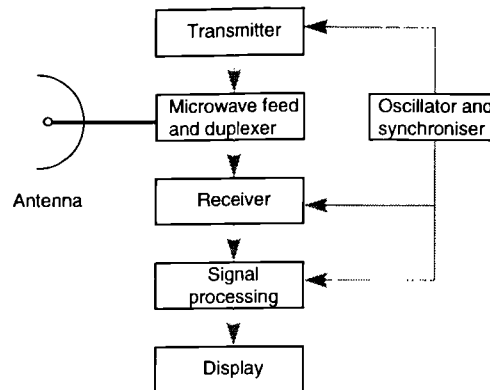 Transmitter
Microwave feed
and duplexer
Oscillator and
synchroniser
Antenna
Receiver
Signal
processing
Display